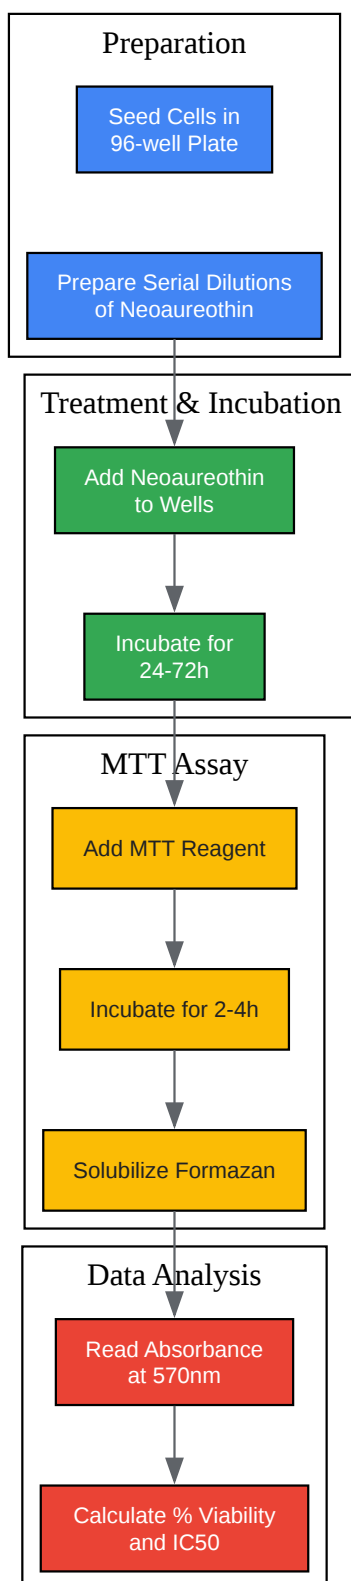 Preparation
Seed Cells in
96-well Plate
Prepare Serial Dilutions
of Neoaureothin
Treatment & Incubation
Add Neoaureothin
to Wells
Incubate for
24-72h
MTT Assay
Add MTT Reagent
Incubate for 2-4h
Solubilize Formazan
Data Analysis
Read Absorbance
at 570nm
Calculate % Viability
and IC50